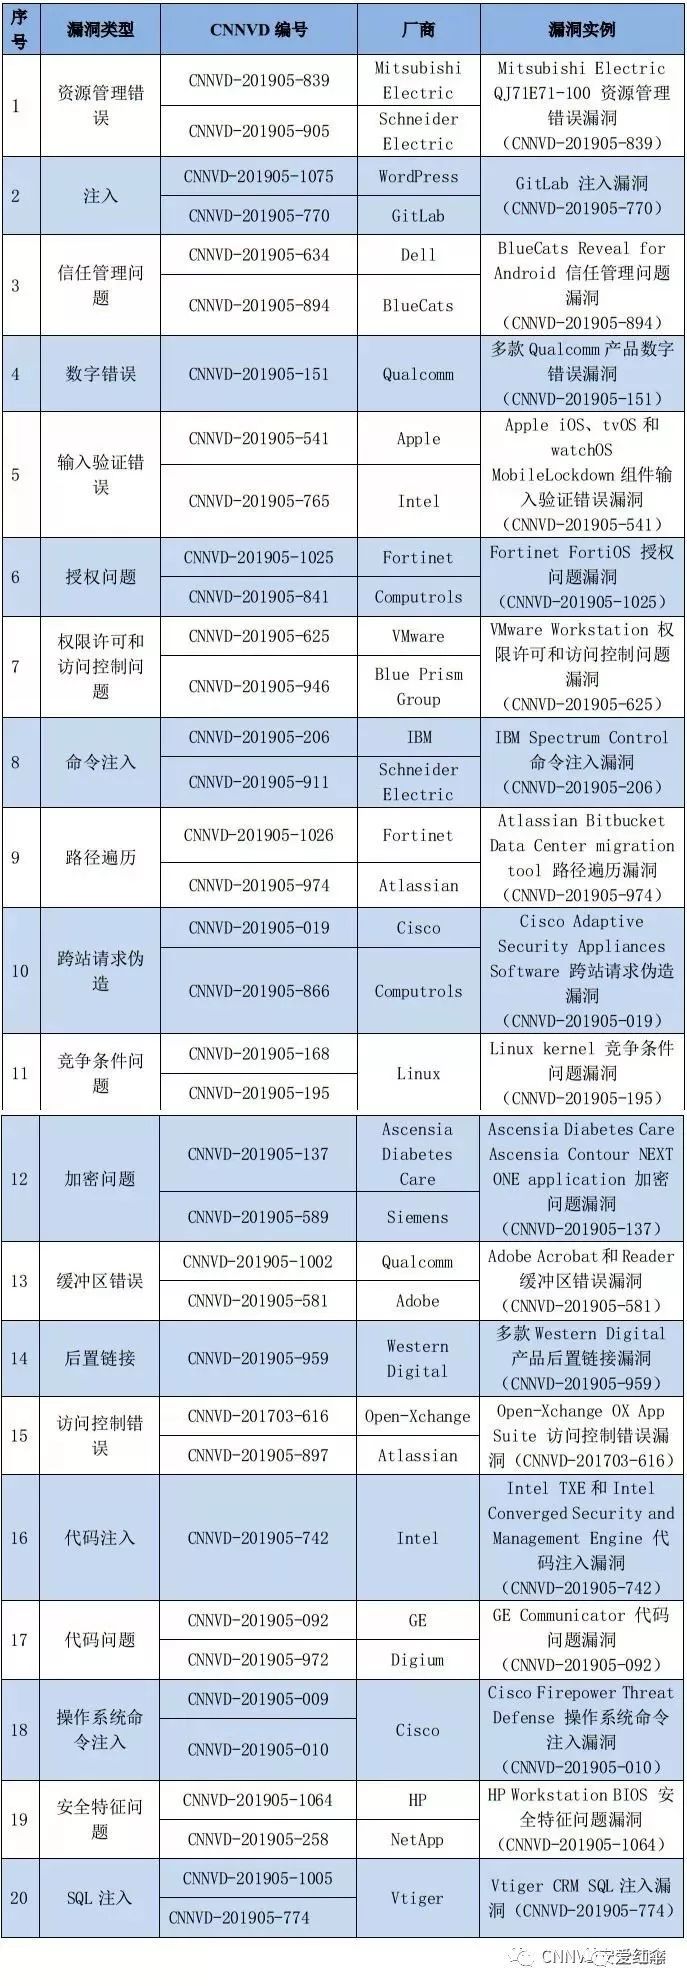 序号 漏洞类型 CNNVD 编号 厂商 漏洞实例
1 资源管理错误 CNNVD-201905-839 Mitsubishi Electric Mitsubishi Electric QJ71E71-100 资源管理错误漏洞（CNNVD-201905-839）
CNNVD-201905-905 Schneider Electric
2 注入 CNNVD-201905-1075 WordPress GitLab 注入漏洞（CNNVD-201905-770）
CNNVD-201905-770 GitLab
3 信任管理问题 CNNVD-201905-634 Dell BlueCats Reveal for Android 信任管理问题漏洞（CNNVD-201905-894）
CNNVD-201905-894 BlueCats
4 数字错误 CNNVD-201905-151 Qualcomm 多款 Qualcomm 产品数字错误漏洞（CNNVD-201905-151）
5 输入验证错误 CNNVD-201905-541 Apple Apple iOS、tvOS 和 watchOS MobileLockdown 组件输入验证错误漏洞（CNNVD-201905-541）
CNNVD-201905-765 Intel
6 授权问题 CNNVD-201905-1025 Fortinet Fortinet FortiOS 授权问题漏洞（CNNVD-201905-1025）
CNNVD-201905-841 Computrols
7 权限许可和访问控制问题 CNNVD-201905-625 VMware VMware Workstation 权限许可和访问控制问题漏洞（CNNVD-201905-625）
CNNVD-201905-946 Blue Prism Group
8 命令注入 CNNVD-201905-206 IBM IBM Spectrum Control 命令注入漏洞（CNNVD-201905-206）
CNNVD-201905-911 Schneider Electric
9 路径遍历 CNNVD-201905-1026 Fortinet Atlassian Bitbucket Data Center migration tool 路径遍历漏洞（CNNVD-201905-974）
CNNVD-201905-974 Atlassian
10 跨站请求伪造 CNNVD-201905-019 Cisco Cisco Adaptive Security Appliances Software 跨站请求伪造漏洞（CNNVD-201905-019）
CNNVD-201905-866 Computrols
11 竞争条件问题 CNNVD-201905-168 Linux Linux kernel 竞争条件问题漏洞（CNNVD-201905-195）
CNNVD-201905-195
12 加密问题 CNNVD-201905-137 Ascensia Diabetes Care Ascensia Diabetes Care Ascensia Contour NEXT ONE application 加密问题漏洞（CNNVD-201905-137）
CNNVD-201905-589 Siemens
13 缓冲区错误 CNNVD-201905-1002 Qualcomm Adobe Acrobat 和 Reader 缓冲区错误漏洞（CNNVD-201905-581）
CNNVD-201905-581 Adobe
14 后置链接 CNNVD-201905-959 Western Digital 多款 Western Digital 产品后置链接漏洞（CNNVD-201905-959）
15 访问控制错误 CNNVD-201703-616 Open-Xchange Open-Xchange OX App Suite 访问控制错误漏洞（CNNVD-201703-616）
CNNVD-201905-897 Atlassian
16 代码注入 CNNVD-201905-742 Intel Intel TXE 和 Intel Converged Security and Management Engine 代码注入漏洞（CNNVD-201905-742）
17 代码问题 CNNVD-201905-092 GE GE Communicator 代码问题漏洞（CNNVD-201905-092）
CNNVD-201905-972 Digium
18 操作系统命令注入 CNNVD-201905-009 Cisco Cisco Firepower Threat Defense 操作系统命令注入漏洞（CNNVD-201905-010）
CNNVD-201905-010
19 安全特征问题 CNNVD-201905-1064 HP HP Workstation BIOS 安全特征问题漏洞（CNNVD-201905-1064）
CNNVD-201905-258 NetApp
20 SQL 注入 CNNVD-201905-1005 Vtiger Vtiger CRM SQL 注入漏洞（CNNVD-201905-774）
CNNVD-201905-774